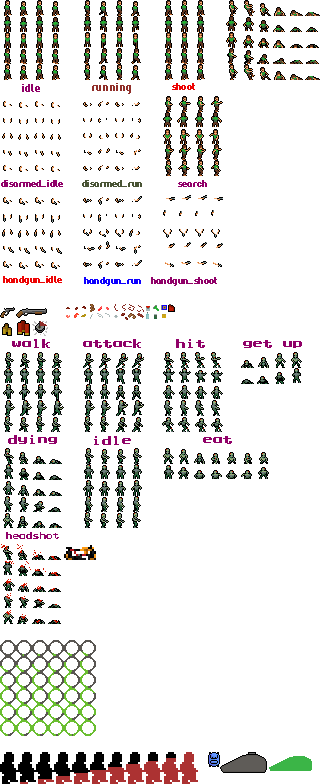 idle running shoot
disarmed_idle disarmed_run search
handgun_idle handgun_run handgun_shoot
walk attack hit get up
dying idle eat
headshot